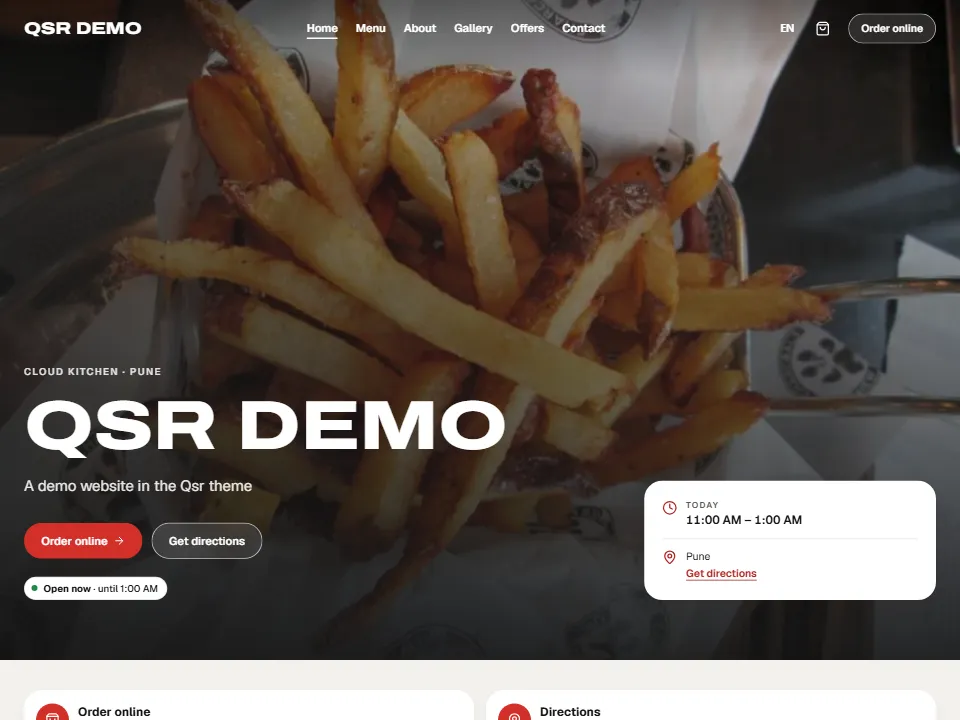 QSR DEMO
Home Menu About Gallery Offers Contact
EN
Order online
CLOUD KITCHEN · PUNE
QSR DEMO
A demo website in the Qsr theme
Order online →
Get directions
Open now · until 1:00 AM
TODAY
11:00 AM – 1:00 AM
Pune
Get directions
Order online
Directions